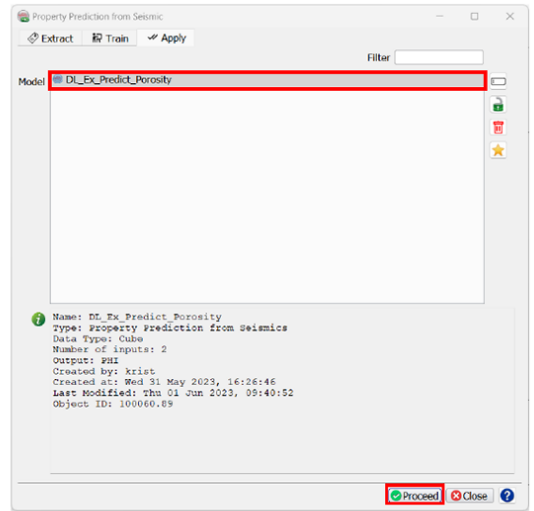 Property Prediction from Seismic
Extract Train Apply
Filter
Model DL_Ex_Predict_Porosity
Name: DL_Ex_Predict_Porosity
Type: Property Prediction from Seismics
Data Type: Cube
Number of inputs: 2
Output: PHI
Created by: krist
Created at: Wed 31 May 2023, 16:26:46
Last Modified: Thu 01 Jun 2023, 09:40:52
Object ID: 100060.89
Proceed Close ?